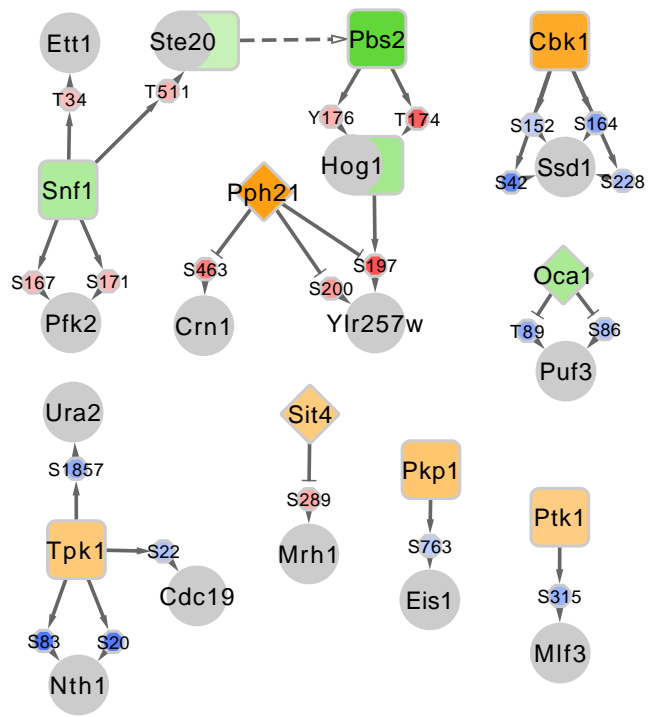 Ett1
Ste20
Pbs2
Cbk1
T34
T511
Y176
T174
S152
S164
Snf1
Hog1
Ssd1
S42
S228
Pph21
S167
S171
S463
S200
S197
Oca1
Pfk2
Crn1
Ylr257w
T89
S86
Puf3
Ura2
Sit4
S1857
Pkp1
S289
Ptk1
Tpk1
S22
Mrh1
S763
Cdc19
Eis1
S315
S83
S20
Mlf3
Nth1